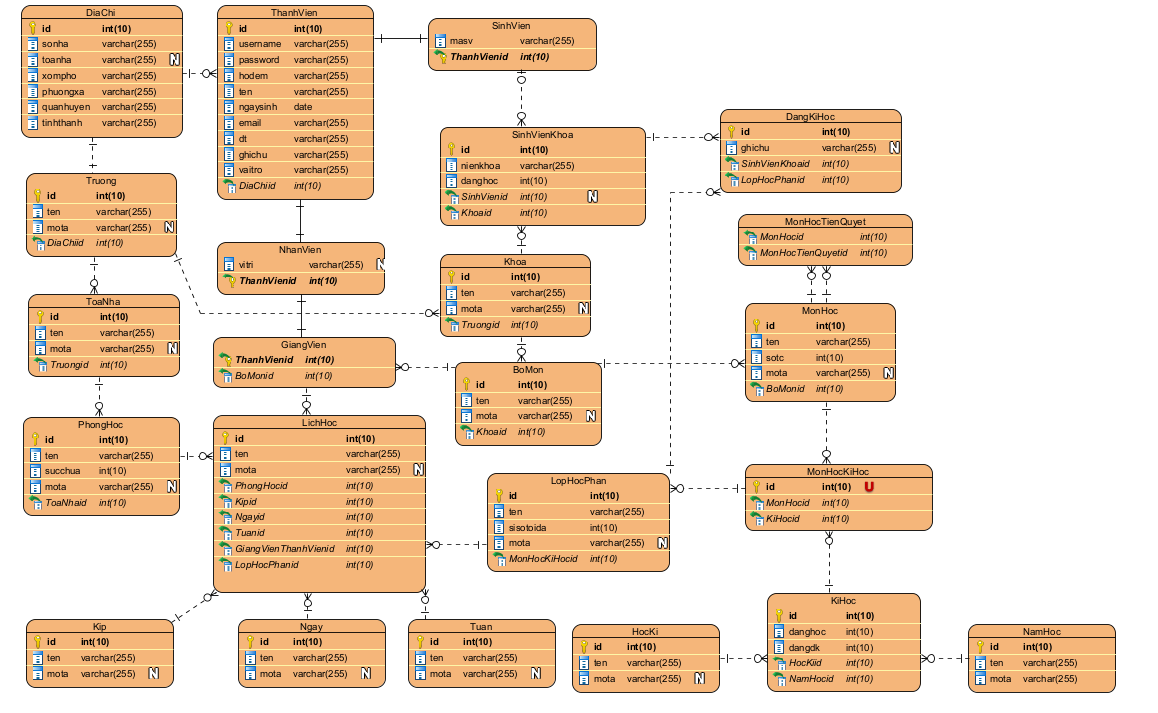 DiaChi
id int(10)
sonha varchar(255)
toanha varchar(255) N
xompho varchar(255)
phuongxa varchar(255)
quanhuyen varchar(255)
tinhthanh varchar(255)
ThanhVien
id int(10)
username varchar(255)
password varchar(255)
hodem varchar(255)
ten varchar(255)
ngaysinh date
email varchar(255)
dt varchar(255)
ghichu varchar(255)
vaitro varchar(255)
DiaChiid int(10)
SinhVien
masv varchar(255)
ThanhVienid int(10)
SinhVienKhoa
id int(10)
nienkhoa varchar(255)
danghoc int(10)
SinhVienid int(10) N
Khoaid int(10)
DangKiHoc
id int(10)
ghichu varchar(255) N
SinhVienKhoaid int(10)
LopHocPhanid int(10)
Truong
id int(10)
ten varchar(255)
mota varchar(255) N
DiaChiid int(10)
NhanVien
vitri varchar(255) N
ThanhVienid int(10)
Khoa
id int(10)
ten varchar(255)
mota varchar(255) N
Truongid int(10)
MonHocTienQuyet
MonHocid int(10)
MonHocTienQuyetid int(10)
ToaNha
id int(10)
ten varchar(255)
mota varchar(255) N
Truongid int(10)
GiangVien
ThanhVienid int(10)
BoMonid int(10)
BoMon
id int(10)
ten varchar(255)
mota varchar(255) N
Khoaid int(10)
MonHoc
id int(10)
ten varchar(255)
sotc int(10)
mota varchar(255) N
BoMonid int(10)
PhongHoc
id int(10)
ten varchar(255)
succhua int(10)
mota varchar(255) N
ToaNhaid int(10)
LichHoc
id int(10)
ten varchar(255)
mota varchar(255) N
PhongHocid int(10)
Kipid int(10)
Ngayid int(10)
Tuanid int(10)
GiangVienThanhVienid int(10)
LopHocPhanid int(10)
LopHocPhan
id int(10)
ten varchar(255)
sisotoida int(10)
mota varchar(255) N
MonHocKiHocid int(10)
MonHocKiHoc
id int(10) U
MonHocid int(10)
KiHocid int(10)
Kip
id int(10)
ten varchar(255)
mota varchar(255) N
Ngay
id int(10)
ten varchar(255)
mota varchar(255) N
Tuan
id int(10)
ten varchar(255)
mota varchar(255) N
HocKi
id int(10)
ten varchar(255)
mota varchar(255) N
KiHoc
id int(10)
danghoc int(10)
dangdk int(10)
HocKiid int(10)
NamHocid int(10)
NamHoc
id int(10)
ten varchar(255)
mota varchar(255)